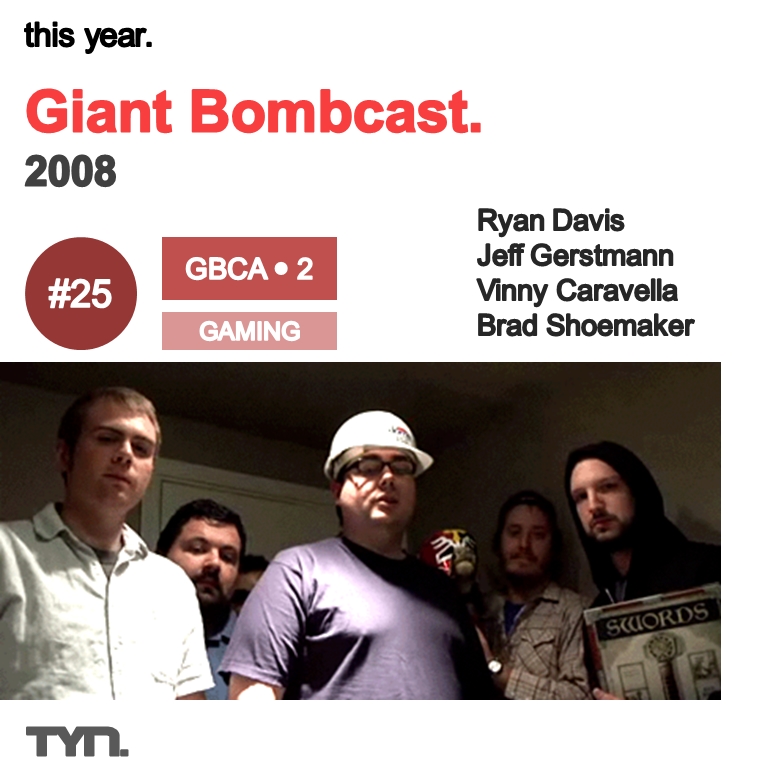 this year.
Giant Bombcast.
2008
Ryan Davis
Jeff Gerstmann
Vinny Caravella
Brad Shoemaker
#25
GBCA • 2
GAMING
SWORDS
TYN.